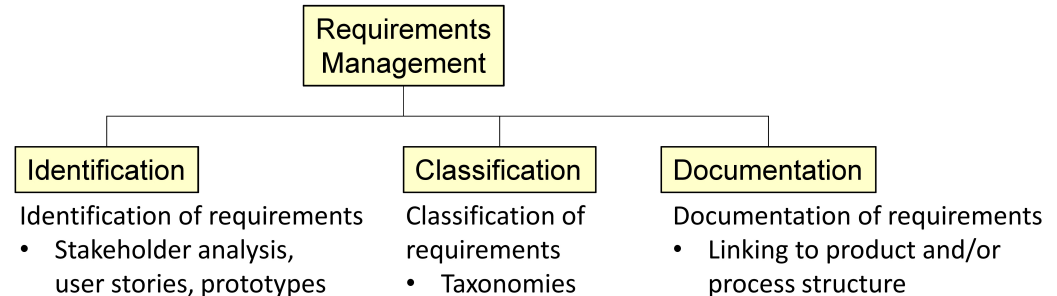 Requirements
Management
Identification
Classification
Documentation
Identification of requirements
• Stakeholder analysis,
user stories, prototypes
Classification of
requirements
• Taxonomies
Documentation of requirements
• Linking to product and/or
process structure